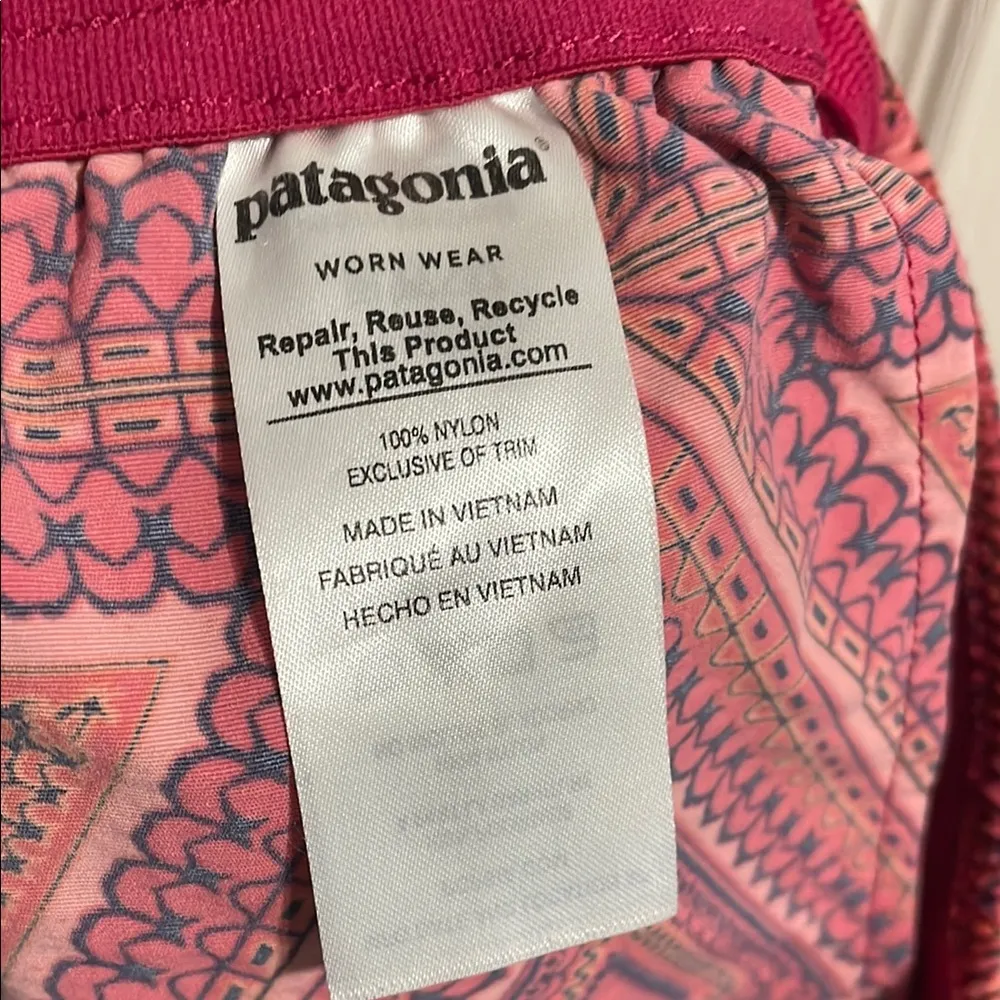 patagonia®
WORN WEAR
Repair, Reuse, Recycle
This Product
www.patagonia.com
100% NYLON
EXCLUSIVE OF TRIM
MADE IN VIETNAM
FABRIQUÉ AU VIETNAM
HECHO EN VIETNAM